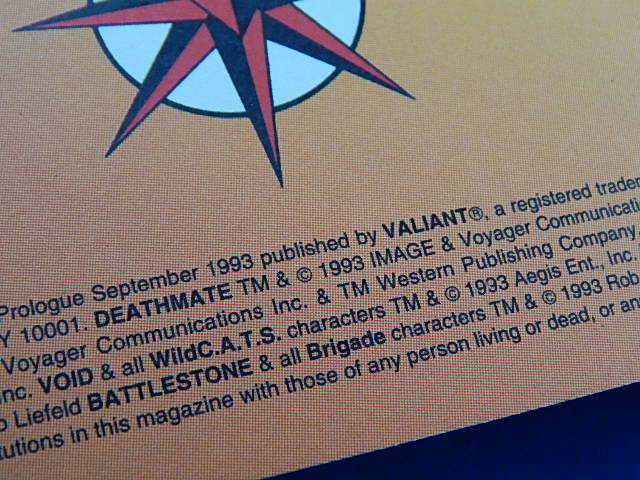 Prologue September 1993 published by VALIANT®, a registered tradem
Y 10001. DEATHMATE TM & © 1993 IMAGE & Voyager Communicati
Voyager Communications Inc. & TM Western Publishing Company,
nc. VOID & all WildC.A.T.S. characters TM & © 1993 Aegis Ent., Inc.
b Liefeld BATTLESTONE & all Brigade characters TM & © 1993 Rob
tutions in this magazine with those of any person living or dead, or an